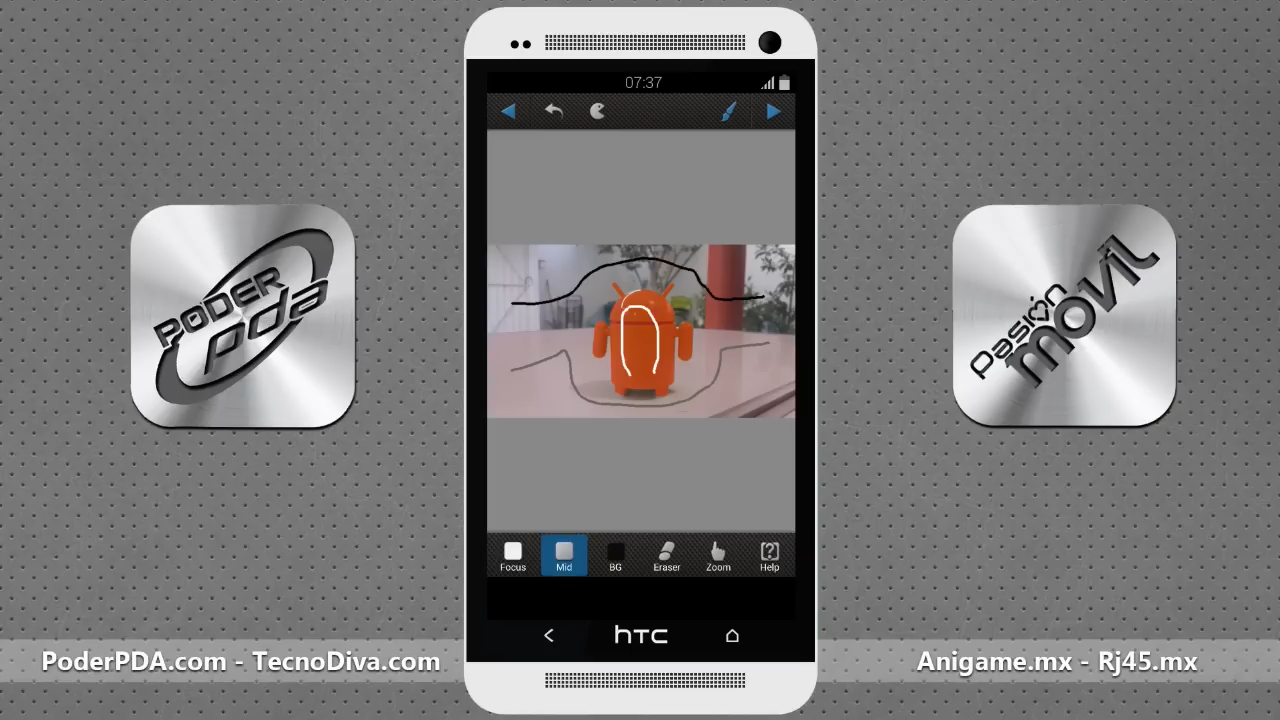 07:37
PODER
pda
Pasión
movil
Focus
Mid
BG
Eraser
Zoom
[?]
Help
hTC
PoderPDA.com - TecnoDiva.com
Anigame.mx - Rj45.mx